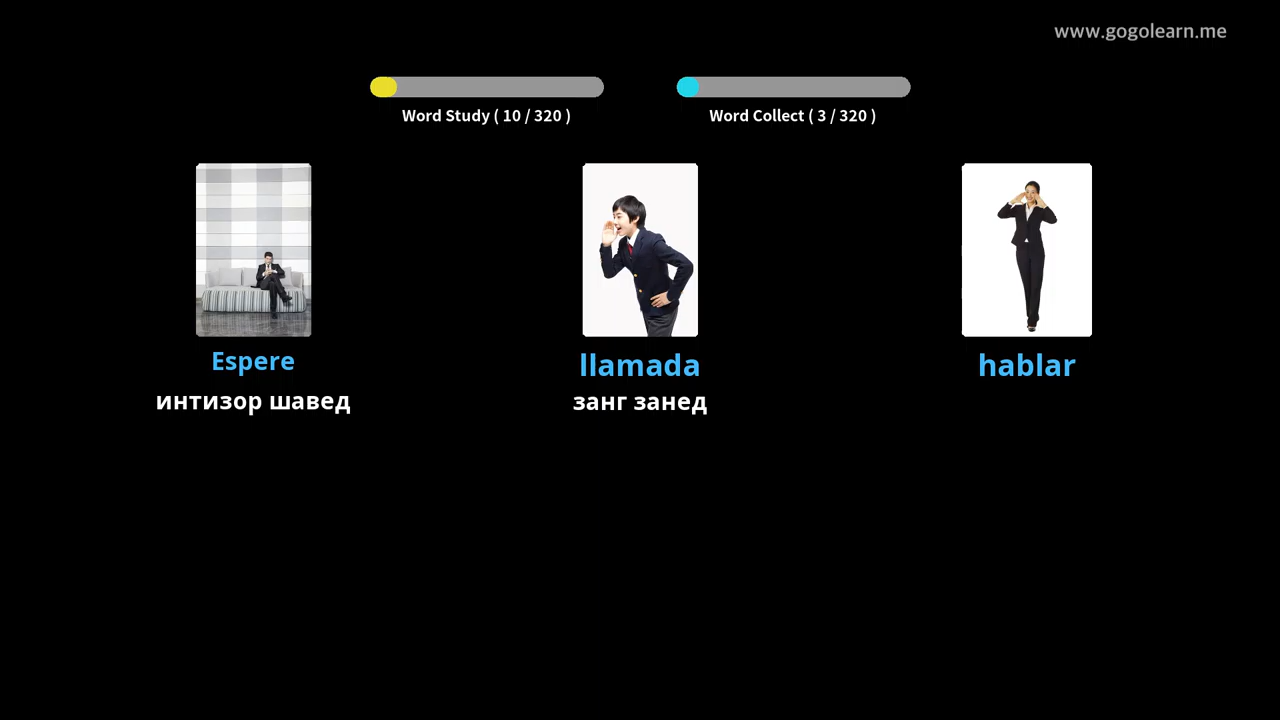 www.gogolearn.me
Word Study ( 10 / 320 )
Word Collect ( 3 / 320 )
Espere
llamada
hablar
интизор шавед
занг занед